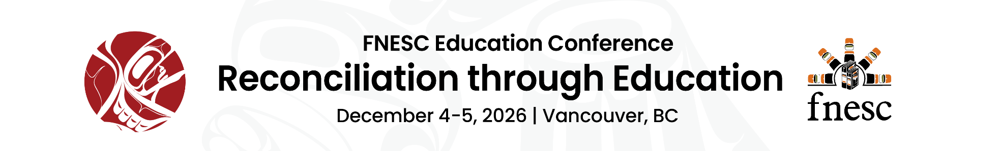 FNESC Education Conference
Reconciliation through Education
December 4-5, 2026 | Vancouver, BC
fnesc